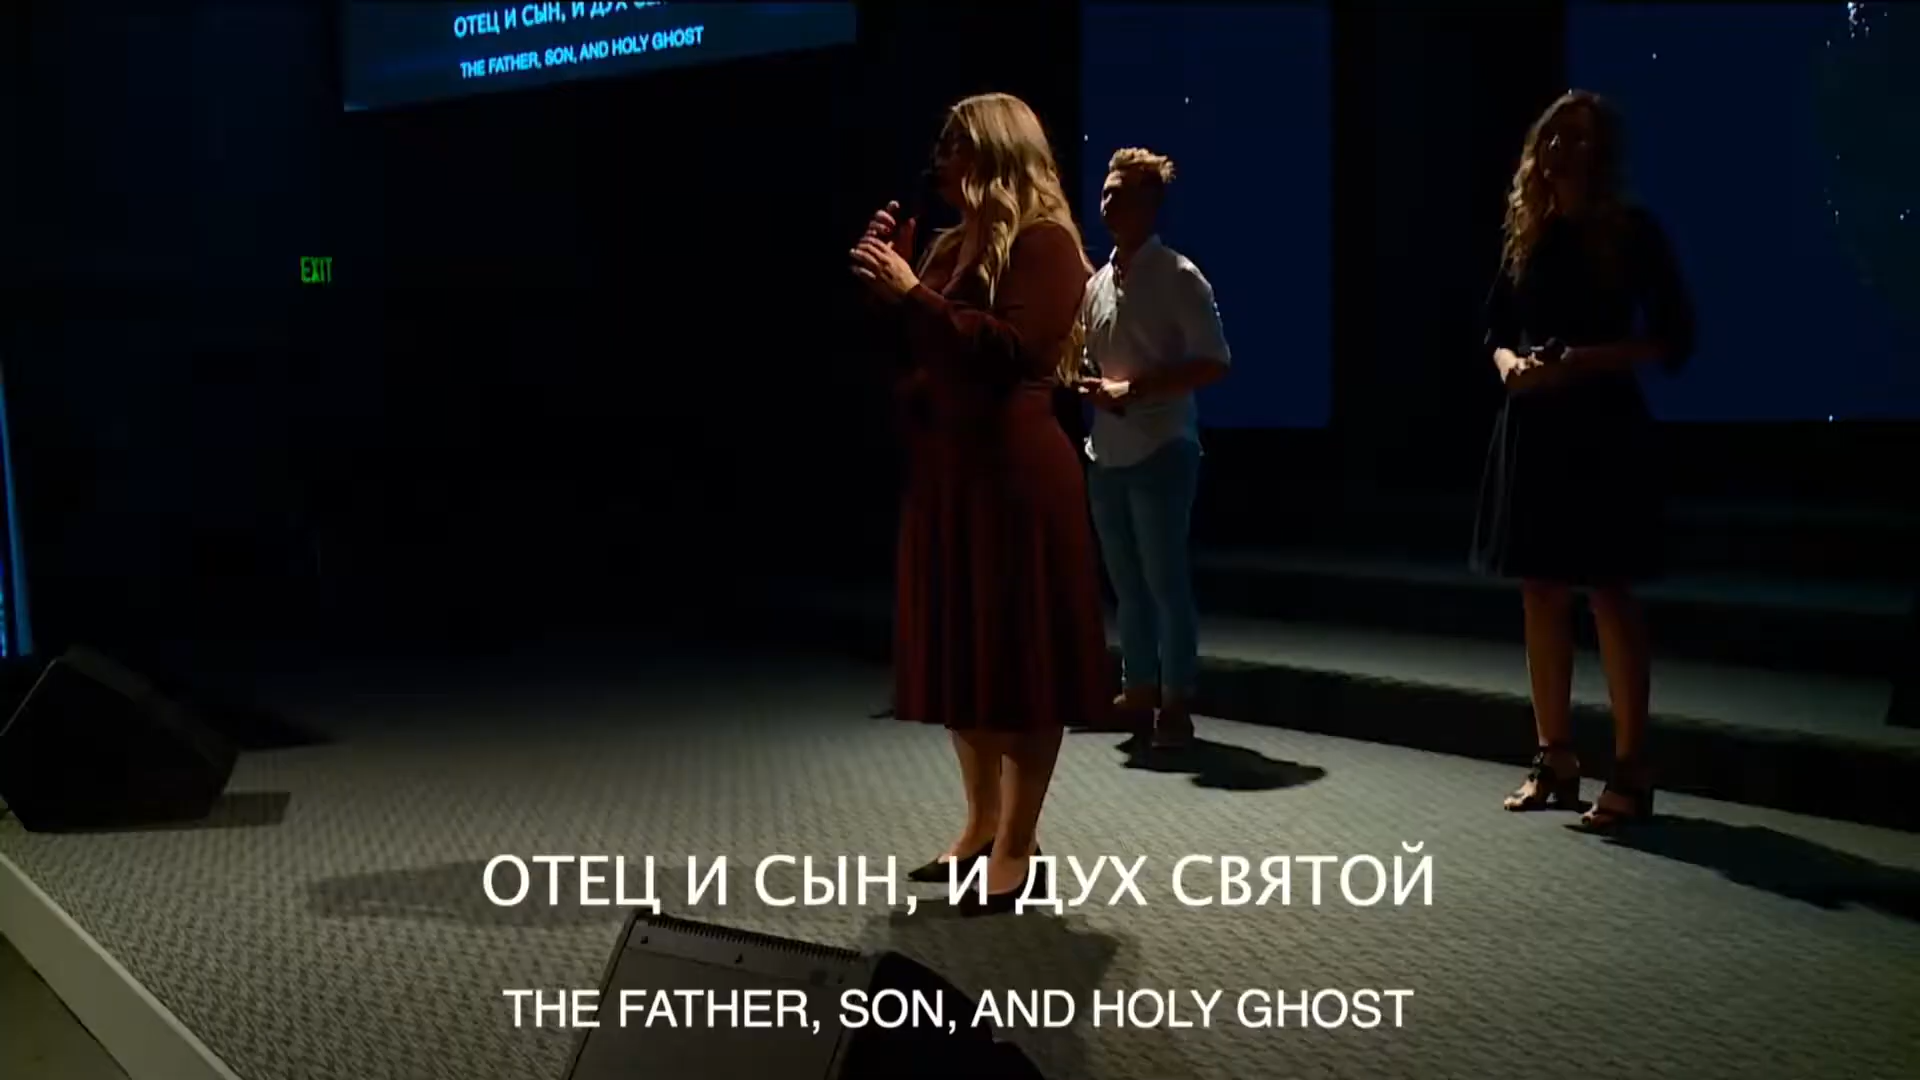 ОТЕЦ И СЫН, И ДУХ
THE FATHER, SON, AND HOLY GHOST
EXIT
ОТЕЦ И СЫН, И ДУХ СВЯТОЙ
THE FATHER, SON, AND HOLY GHOST